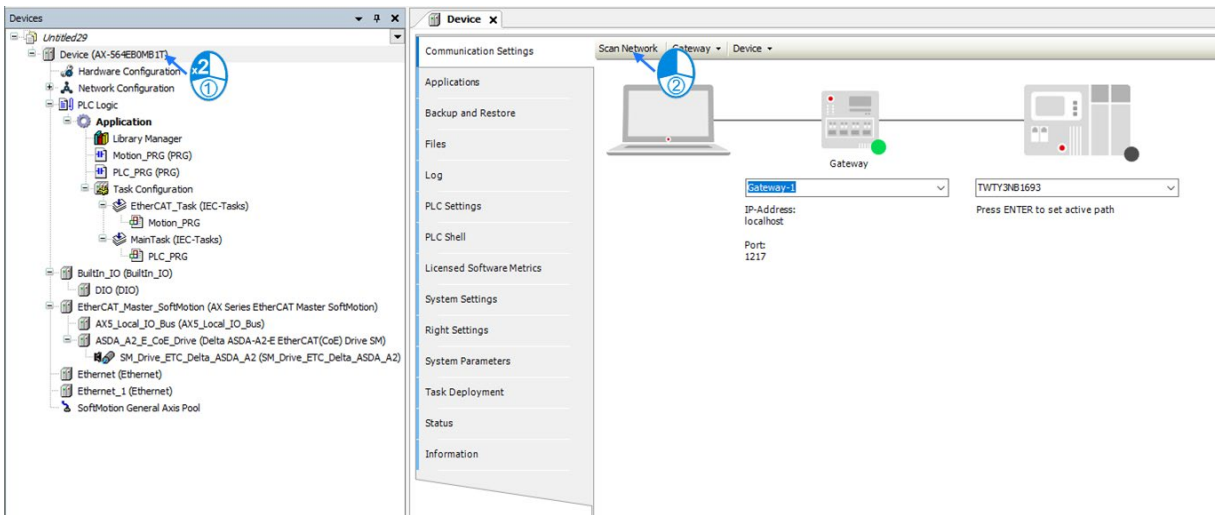 Devices
Untitled29
Device (AX-564EB0MB1T)
Hardware Configuration
Network Configuration
PLC Logic
Application
Library Manager
Motion_PRG (PRG)
PLC_PRG (PRG)
Task Configuration
EtherCAT_Task (IEC-Tasks)
Motion_PRG
MainTask (IEC-Tasks)
PLC_PRG
BuiltIn_IO (BuiltIn_IO)
DIO (DIO)
EtherCAT_Master_SoftMotion (AX Series EtherCAT Master SoftMotion)
AX5_Local_IO_Bus (AX5_Local_IO_Bus)
ASDA_A2_E_CoE_Drive (Delta ASDA-A2-E EtherCAT(CoE) Drive SM)
SM_Drive_ETC_Delta_ASDA_A2 (SM_Drive_ETC_Delta_ASDA_A2)
Ethernet (Ethernet)
Ethernet_1 (Ethernet)
SoftMotion General Axis Pool
×2
①
Device
Communication Settings
Applications
Backup and Restore
Files
Log
PLC Settings
PLC Shell
Licensed Software Metrics
System Settings
Right Settings
System Parameters
Task Deployment
Status
Information
Scan Network Gateway Device
②
Gateway
Gateway-1
IP-Address:
localhost
Port:
1217
TWTY3NB1693
Press ENTER to set active path